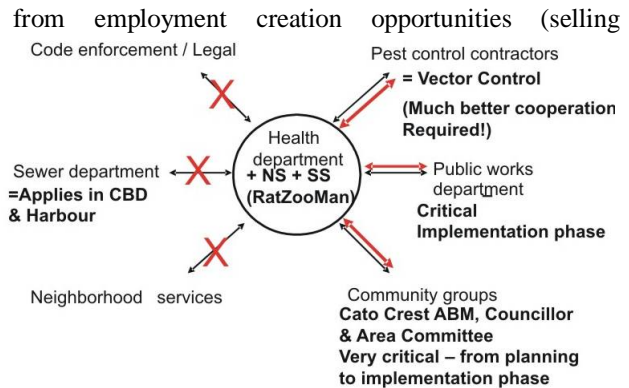 from employment creation opportunities (selling
Code enforcement / Legal
Pest control contractors
= Vector Control
(Much better cooperation
Required!)
Health
department
+ NS + SS
(RatZooMan)
Sewer department
=Applies in CBD
& Harbour
Public works
department
Critical
Implementation phase
Neighborhood services
Community groups
Cato Crest ABM, Councillor
& Area Committee
Very critical – from planning
to implementation phase